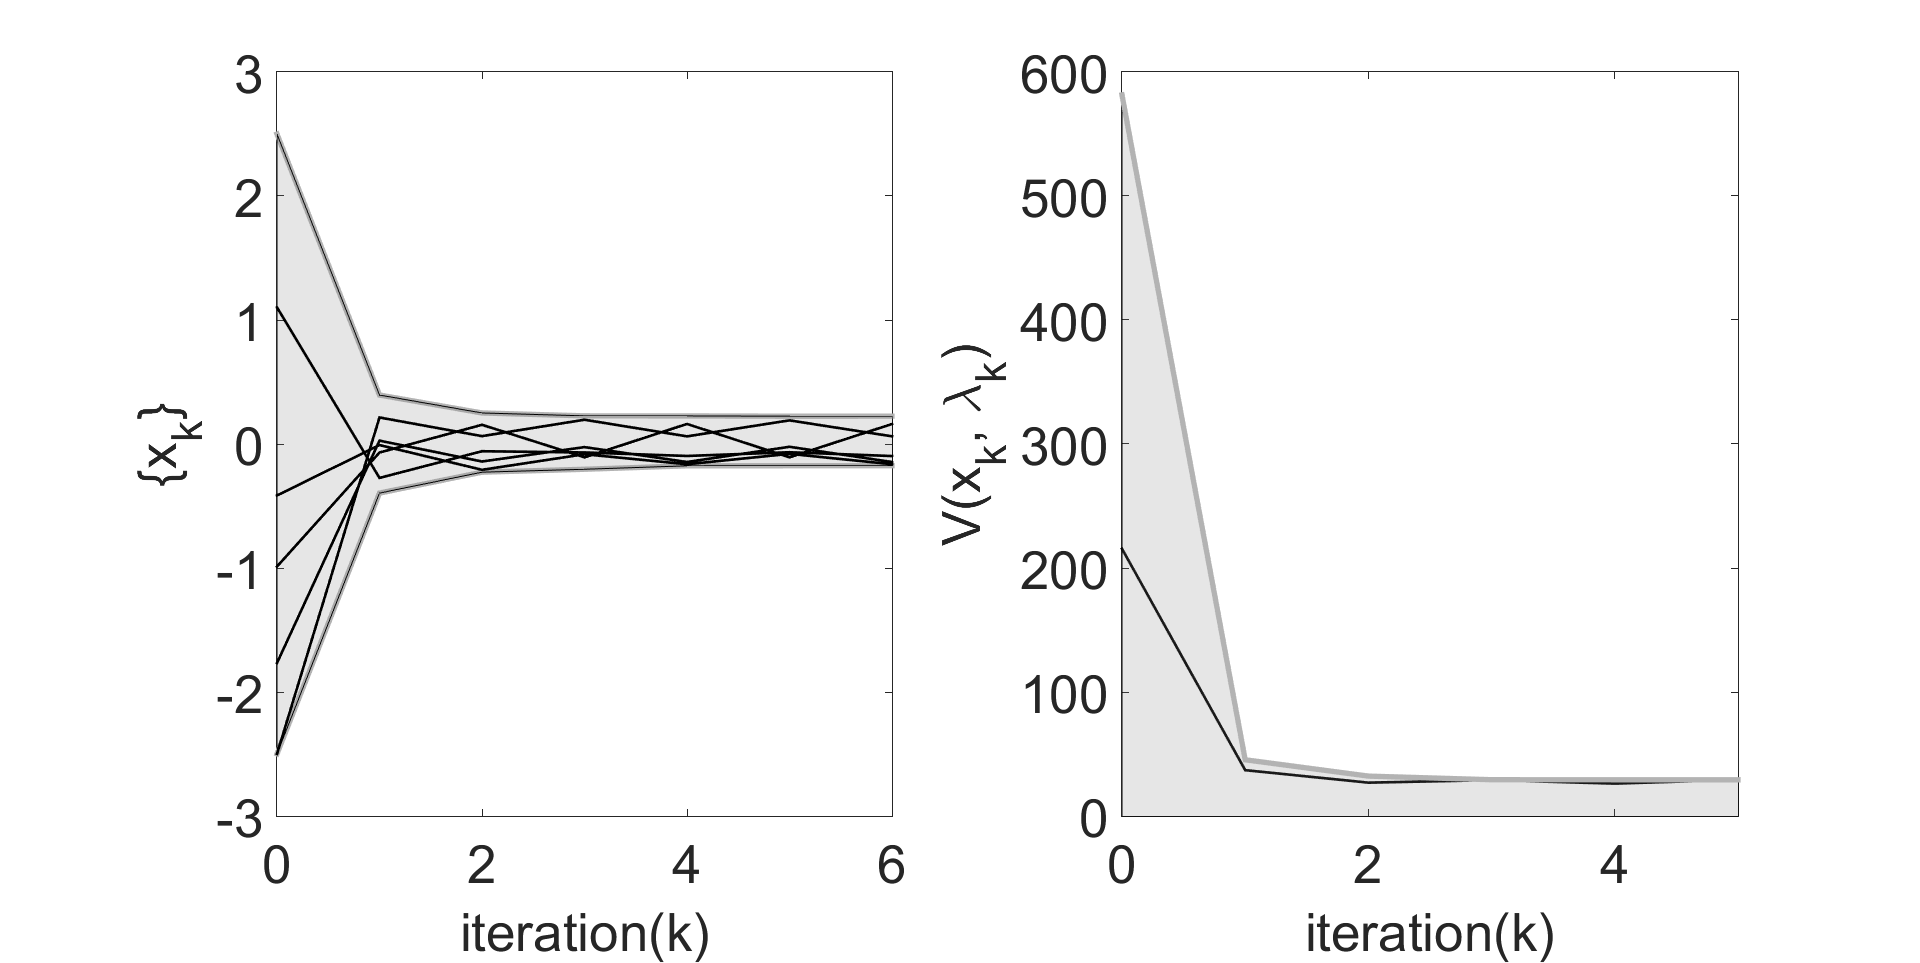 3
2
1
0
-1
-2
-3
0 2 4 6
iteration(k)
{x_k}
600
500
400
300
200
100
0
0 2 4
iteration(k)
V(x_k, λ_k)